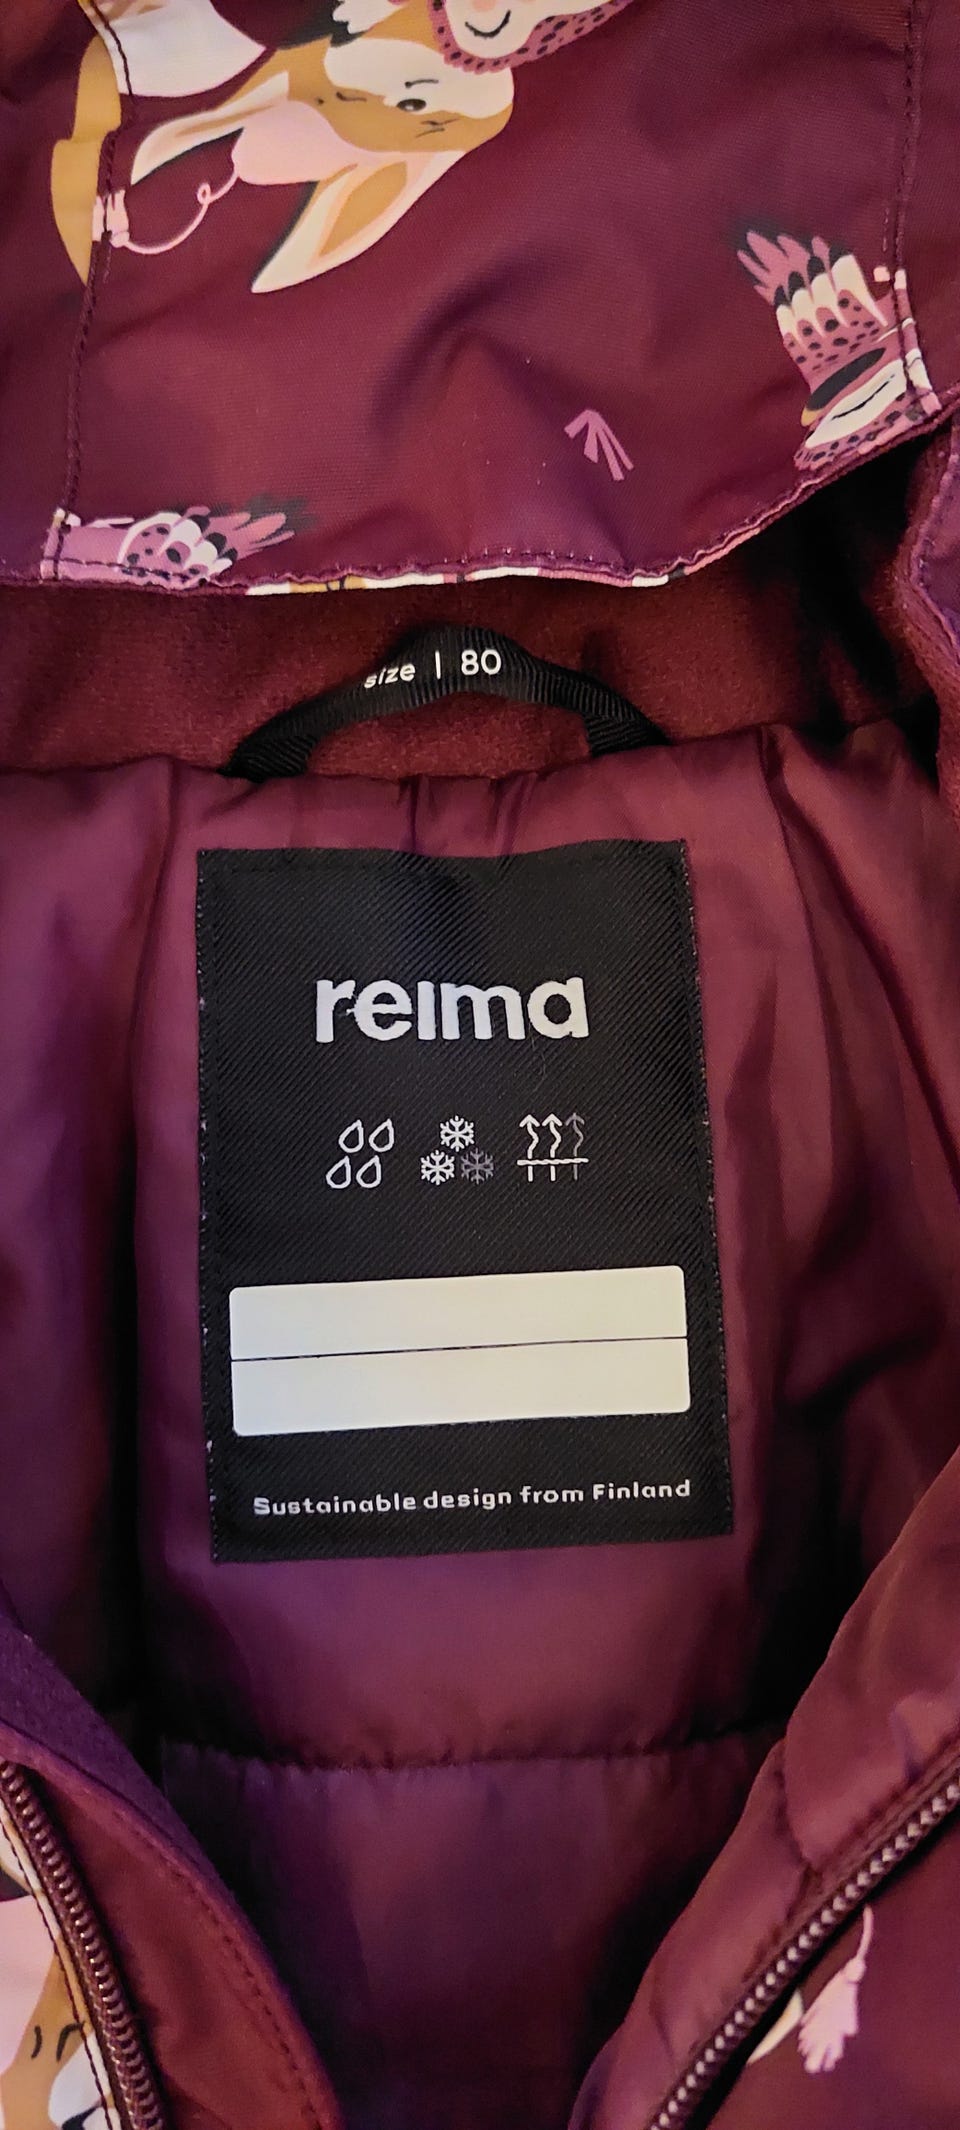 size | 80
reima
Sustainable design from Finland